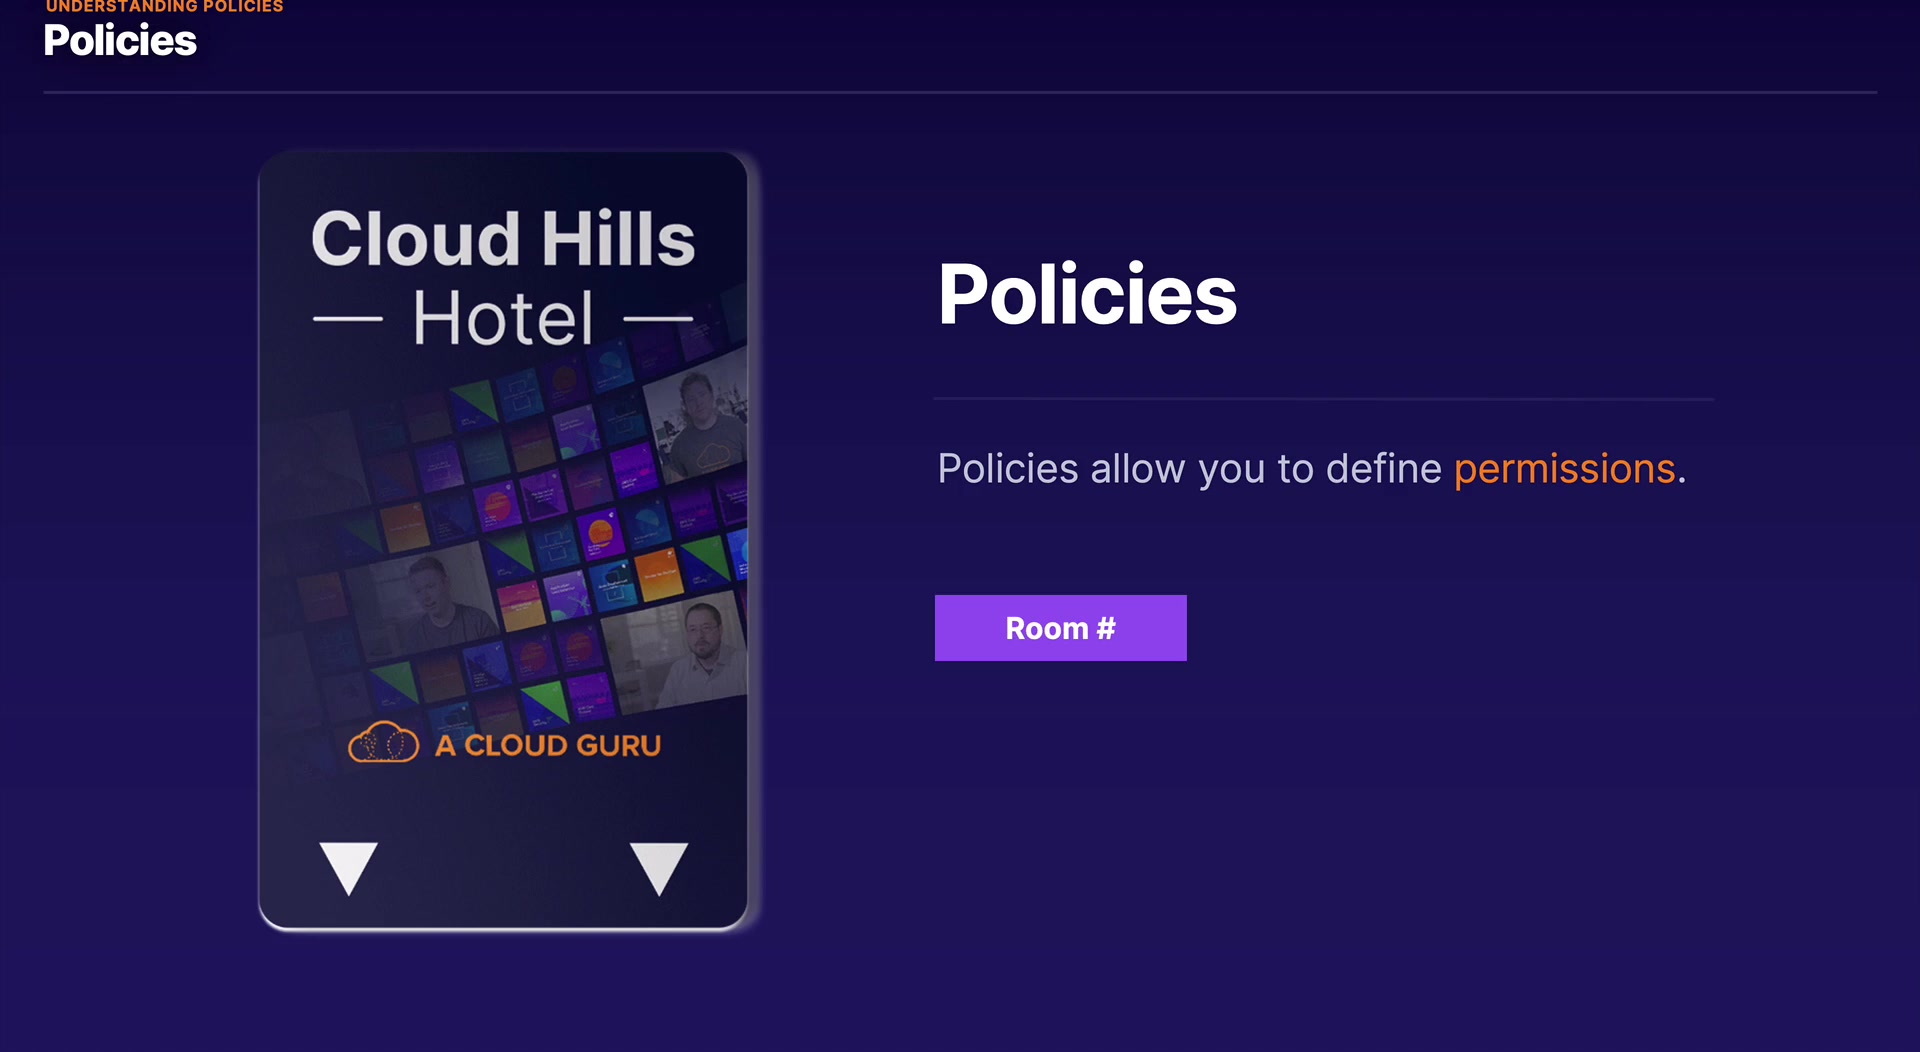 UNDERSTANDING POLICIES
Policies
Cloud Hills
Hotel
A CLOUD GURU
Policies
Policies allow you to define permissions.
Room #